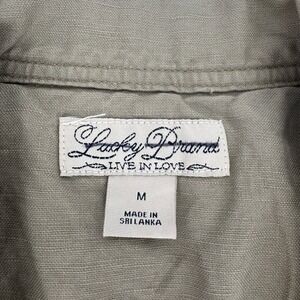 Lucky Brand
LIVE IN LOVE
M
MADE IN
SRI LANKA